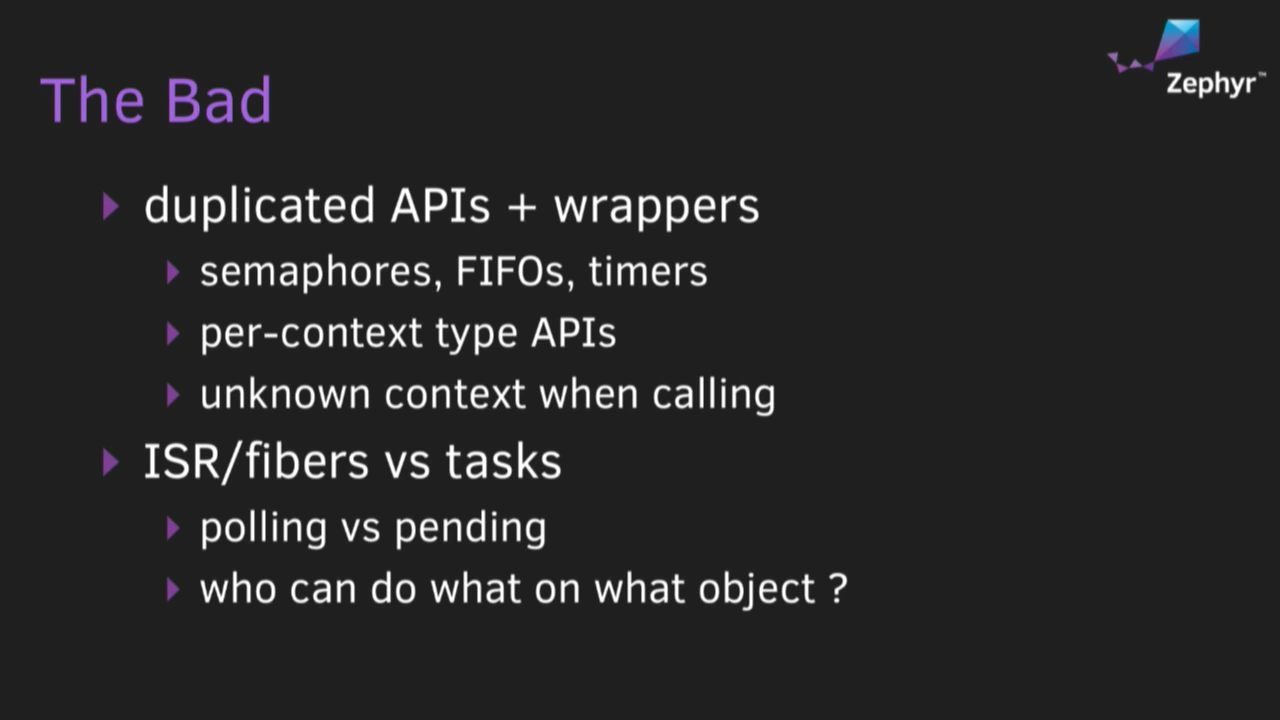 Zephyr™
The Bad
duplicated APIs + wrappers
semaphores, FIFOs, timers
per-context type APIs
unknown context when calling
ISR/fibers vs tasks
polling vs pending
who can do what on what object ?